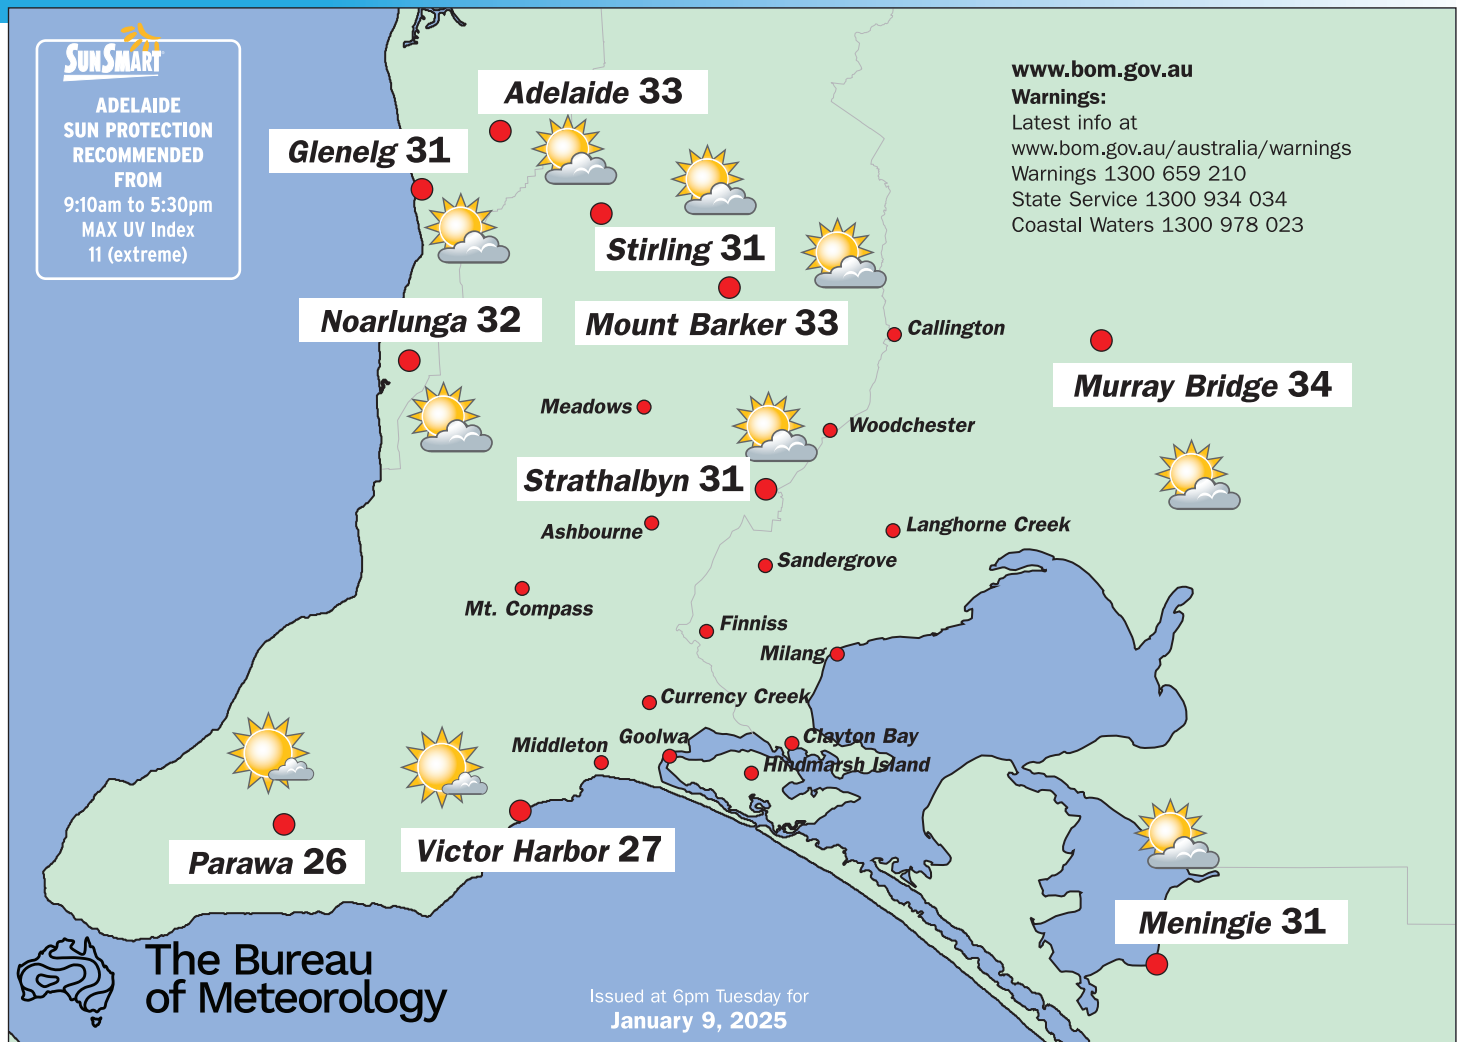 SUNSMART
ADELAIDE
SUN PROTECTION
RECOMMENDED
FROM
9:10am to 5:30pm
MAX UV Index
11 (extreme)
www.bom.gov.au
Warnings:
Latest info at
www.bom.gov.au/australia/warnings
Warnings 1300 659 210
State Service 1300 934 034
Coastal Waters 1300 978 023
Adelaide 33
Glenelg 31
Stirling 31
Noarlunga 32
Mount Barker 33
Callington
Murray Bridge 34
Meadows
Woodchester
Strathalbyn 31
Ashbourne
Langhorne Creek
Sandergrove
Mt. Compass
Finniss
Milang
Currency Creek
Middleton
Goolwa
Clayton Bay
Hindmarsh Island
Victor Harbor 27
Parawa 26
Meningie 31
The Bureau
of Meteorology
Issued at 6pm Tuesday for
January 9, 2025